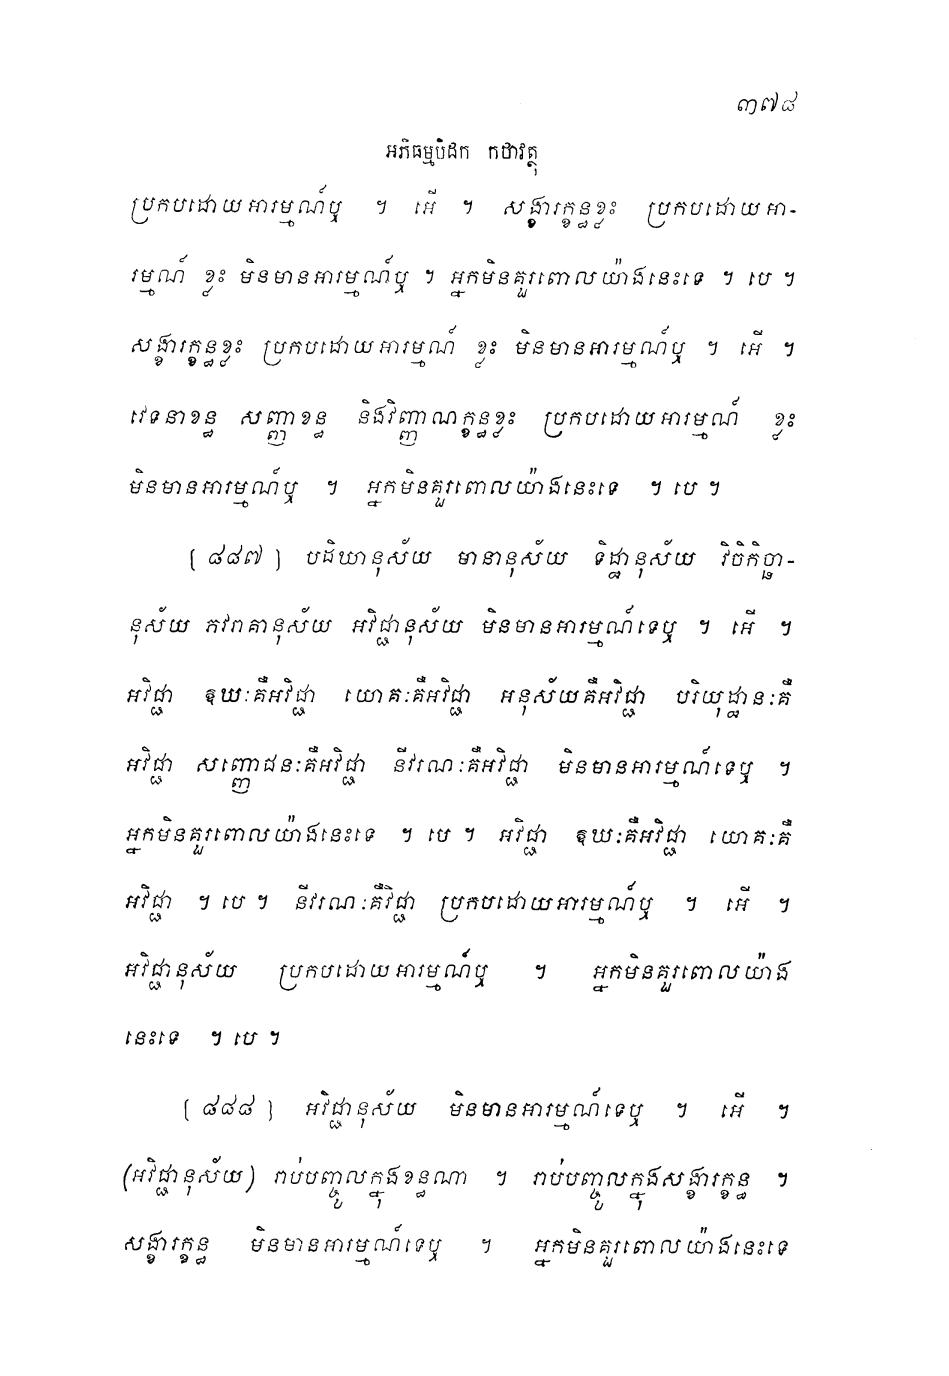 ៣៧៨
អភិធម្មបិដក កថាវត្ថុ
ប្រកបដោយអារម្មណ៍ឬ ។ អើ ។ សង្ខារក្ខន្ធខ្លះ ប្រកបដោយអា-
រម្មណ៍ ខ្លះ មិនមានអារម្មណ៍ឬ ។ អ្នកមិនគួរពោលយ៉ាងនេះទេ ។ បេ ។
សង្ខារក្ខន្ធខ្លះ ប្រកបដោយអារម្មណ៍ ខ្លះ មិនមានអារម្មណ៍ឬ ។ អើ ។
វេទនាខន្ធ សញ្ញាខន្ធ និងវិញ្ញាណក្ខន្ធខ្លះ ប្រកបដោយអារម្មណ៍ ខ្លះ
មិនមានអារម្មណ៍ឬ ។ អ្នកមិនគួរពោលយ៉ាងនេះទេ ។ បេ ។
[៨៨៧] បដិឃានុស័យ មានានុស័យ ទិដ្ឋានុស័យ វិចិកិច្ឆា-
នុស័យ ភវរាគានុស័យ អវិជ្ជានុស័យ មិនមានអារម្មណ៍ទេឬ ។ អើ ។
អវិជ្ជា ឱឃៈគឺអវិជ្ជា យោគៈគឺអវិជ្ជា អនុស័យគឺអវិជ្ជា បរិយុដ្ឋានៈគឺ
អវិជ្ជា សញ្ញោជនៈគឺអវិជ្ជា នីវរណៈគឺអវិជ្ជា មិនមានអារម្មណ៍ទេឬ ។
អ្នកមិនគួរពោលយ៉ាងនេះទេ ។ បេ ។ អវិជ្ជា ឱឃៈគឺអវិជ្ជា យោគៈគឺ
អវិជ្ជា ។ បេ ។ នីវរណៈគឺវិជ្ជា ប្រកបដោយអារម្មណ៍ឬ ។ អើ ។
អវិជ្ជានុស័យ ប្រកបដោយអារម្មណ៍ឬ ។ អ្នកមិនគួរពោលយ៉ាង
នេះទេ ។ បេ ។
[៨៨៨] អវិជ្ជានុស័យ មិនមានអារម្មណ៍ទេឬ ។ អើ ។
(អវិជ្ជានុស័យ) រាប់បញ្ចូលក្នុងខន្ធណា ។ រាប់បញ្ចូលក្នុងសង្ខារក្ខន្ធ ។
សង្ខារក្ខន្ធ មិនមានអារម្មណ៍ទេឬ ។ អ្នកមិនគួរពោលយ៉ាងនេះទេ